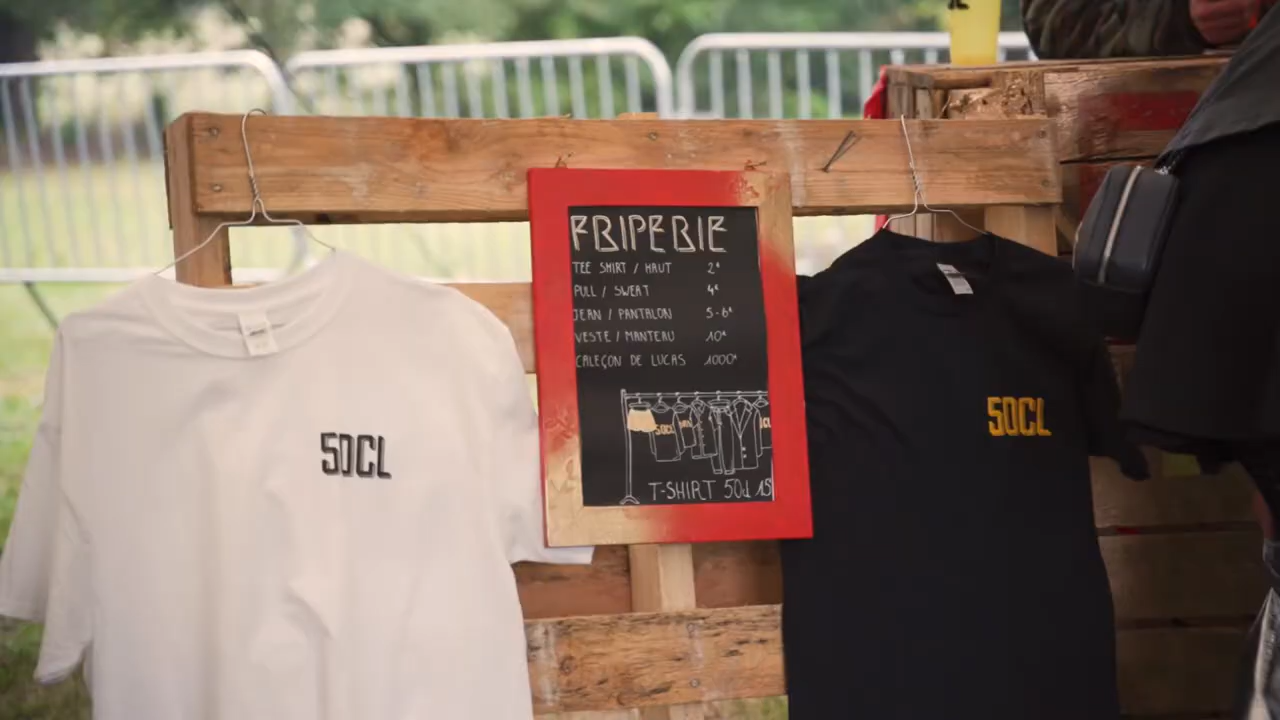 FRIPERIE
TEE SHIRT / HAUT 2€
PULL / SWEAT 4€
JEAN / PANTALON 5-6€
VESTE / MANTEAU 10€
CALEÇON DE LUCAS 1000€
T-SHIRT 50CL 15
50CL
50CL